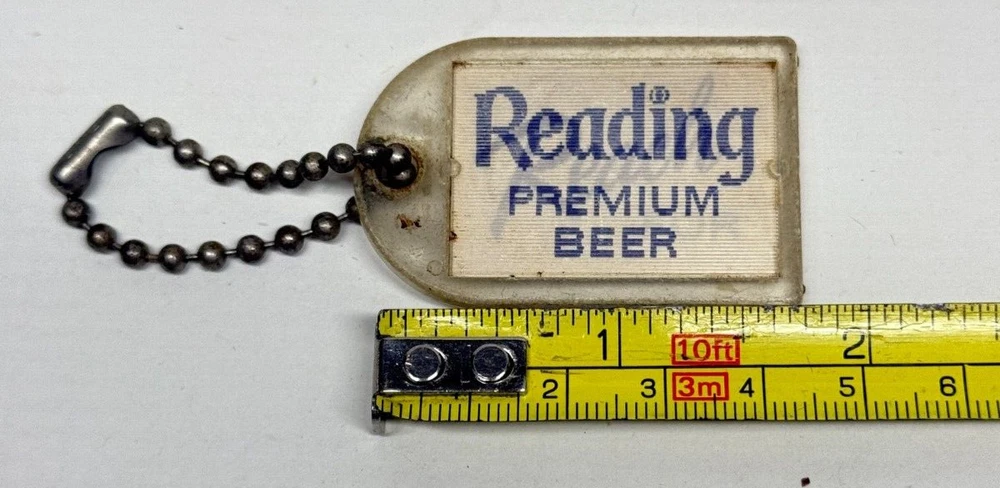 Reading
PREMIUM
BEER
1 10ft 2
2 3 3m 4 5 6